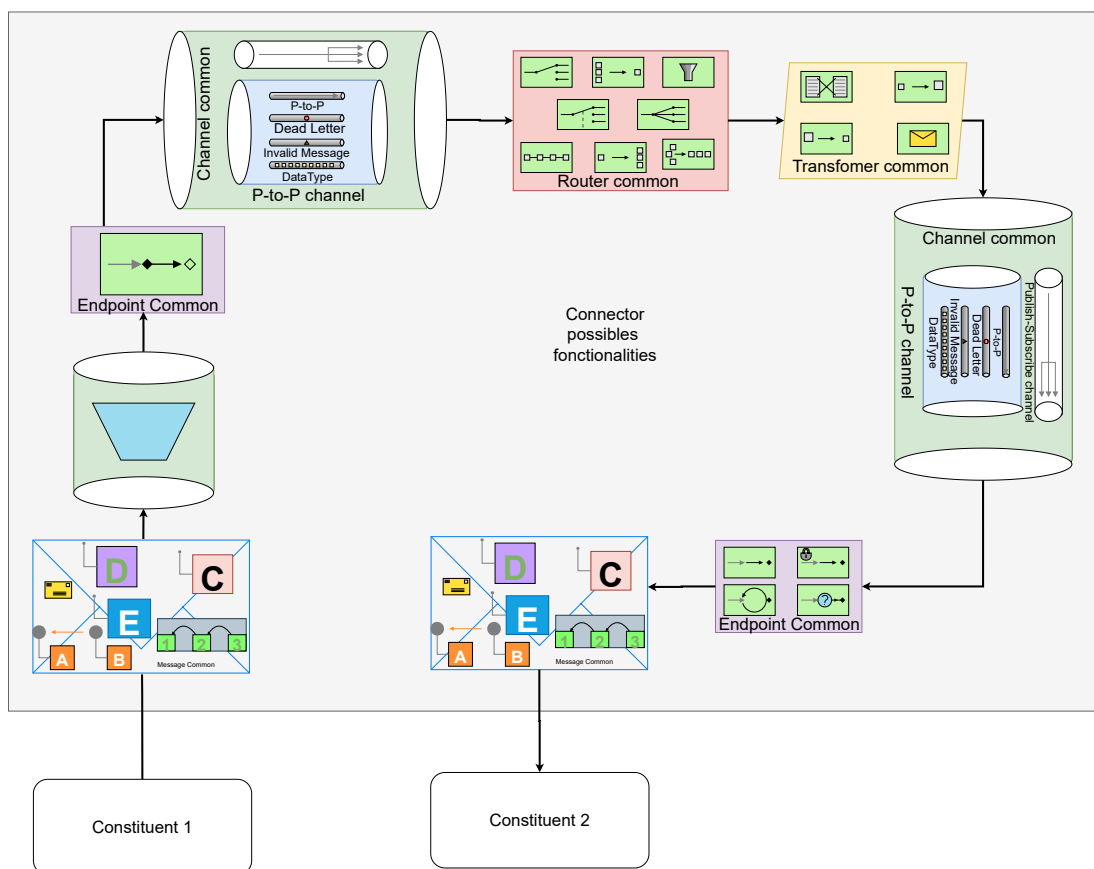 Channel common
P-to-P
Dead Letter
Invalid Message
DataType
P-to-P channel
Router common
Transfomer common
Endpoint Common
Connector
possibles
fonctionalities
Channel common
P-to-P channel
P-to-P
Dead Letter
Invalid Message
DataType
Publish-Subscribe channel
D
C
E
A
B
1
2
3
Message Common
D
C
E
A
B
1
2
3
Message Common
?
Endpoint Common
Constituent 1
Constituent 2